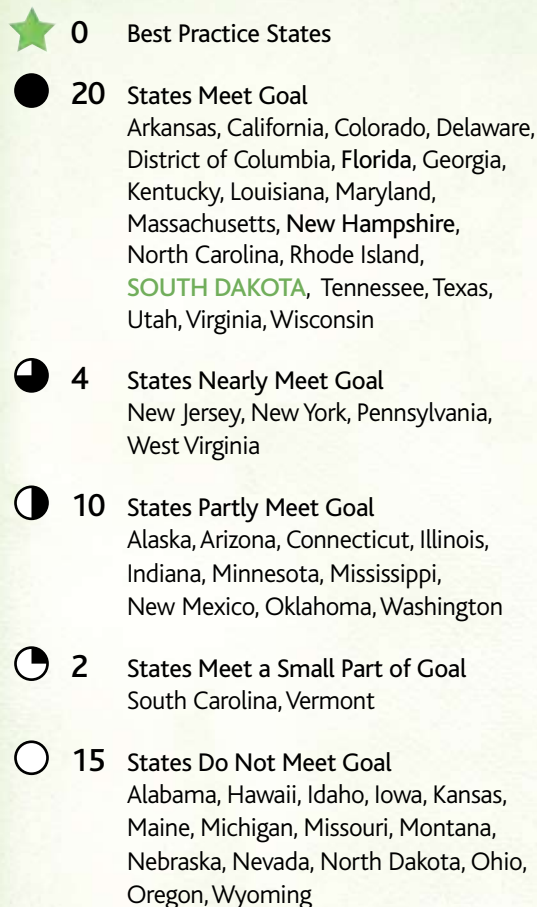 0 Best Practice States
20 States Meet Goal
Arkansas, California, Colorado, Delaware,
District of Columbia, Florida, Georgia,
Kentucky, Louisiana, Maryland,
Massachusetts, New Hampshire,
North Carolina, Rhode Island,
SOUTH DAKOTA, Tennessee, Texas,
Utah, Virginia, Wisconsin
4 States Nearly Meet Goal
New Jersey, New York, Pennsylvania,
West Virginia
10 States Partly Meet Goal
Alaska, Arizona, Connecticut, Illinois,
Indiana, Minnesota, Mississippi,
New Mexico, Oklahoma, Washington
2 States Meet a Small Part of Goal
South Carolina, Vermont
15 States Do Not Meet Goal
Alabama, Hawaii, Idaho, Iowa, Kansas,
Maine, Michigan, Missouri, Montana,
Nebraska, Nevada, North Dakota, Ohio,
Oregon, Wyoming